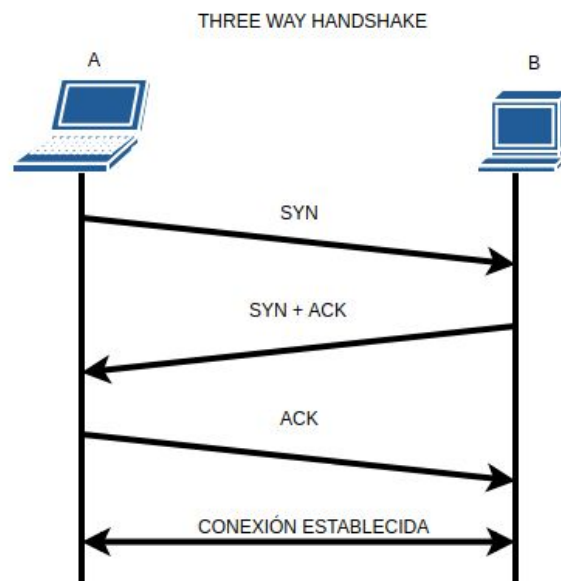 THREE WAY HANDSHAKE
A
B
SYN
SYN + ACK
ACK
CONEXIÓN ESTABLECIDA